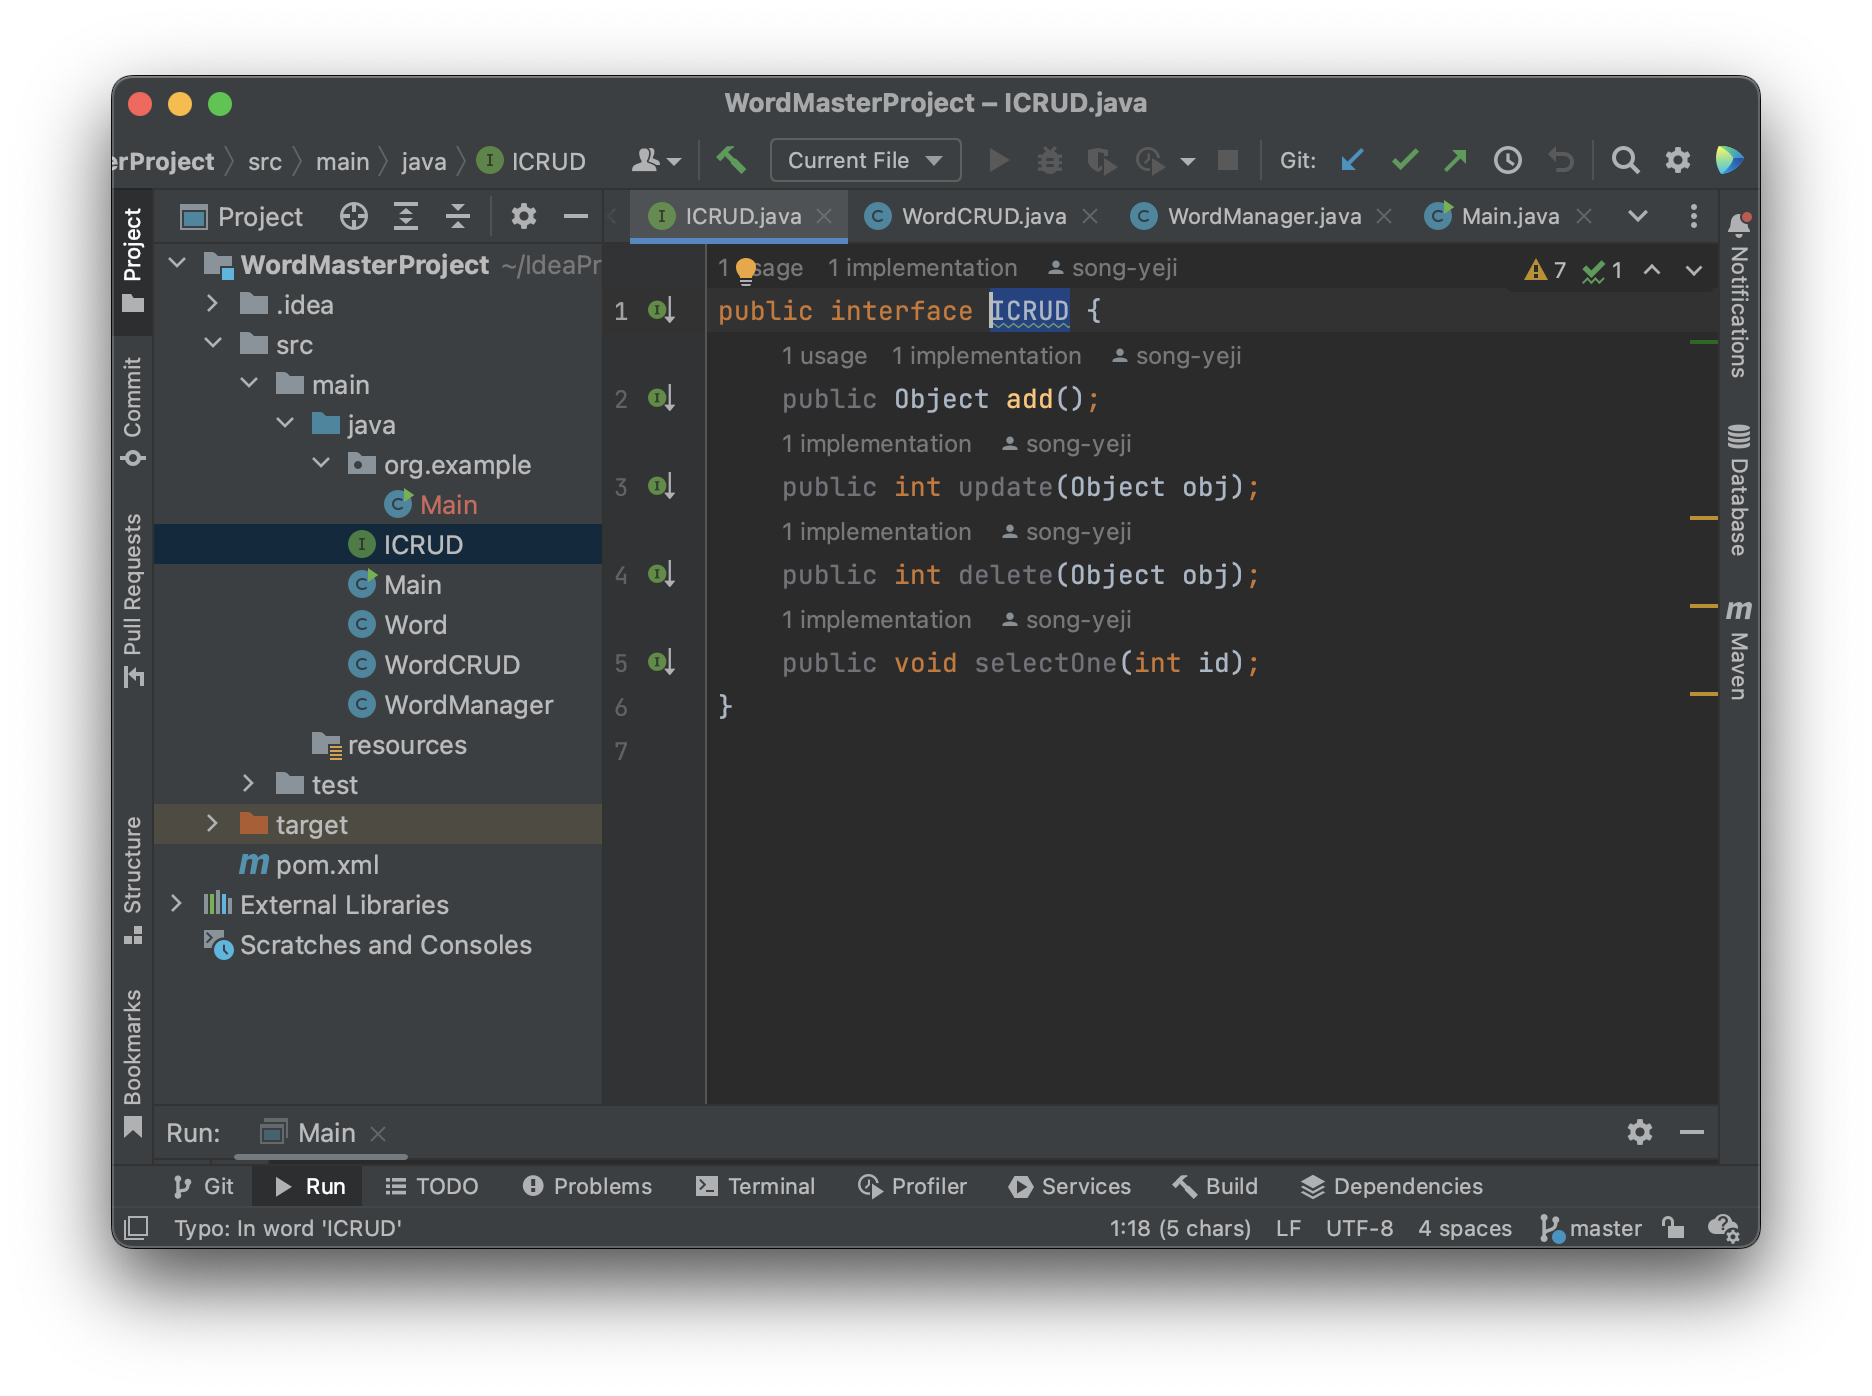 WordMasterProject – ICRUD.java
erProject src main java ICRUD Current File Git:
Project
ICRUD.java WordCRUD.java WordManager.java Main.java
Project
Commit
Pull Requests
Structure
Bookmarks
WordMasterProject ~/IdeaPr
.idea
src
main
java
org.example
Main
ICRUD
Main
Word
WordCRUD
WordManager
resources
test
target
pom.xml
External Libraries
Scratches and Consoles
1 usage 1 implementation song-yeji
7 1
1 public interface ICRUD {
1 usage 1 implementation song-yeji
2 public Object add();
1 implementation song-yeji
3 public int update(Object obj);
1 implementation song-yeji
4 public int delete(Object obj);
1 implementation song-yeji
5 public void selectOne(int id);
6 }
7
Notifications
Database
Maven
Run: Main
Git Run TODO Problems Terminal Profiler Services Build Dependencies
Typo: In word 'ICRUD' 1:18 (5 chars) LF UTF-8 4 spaces master